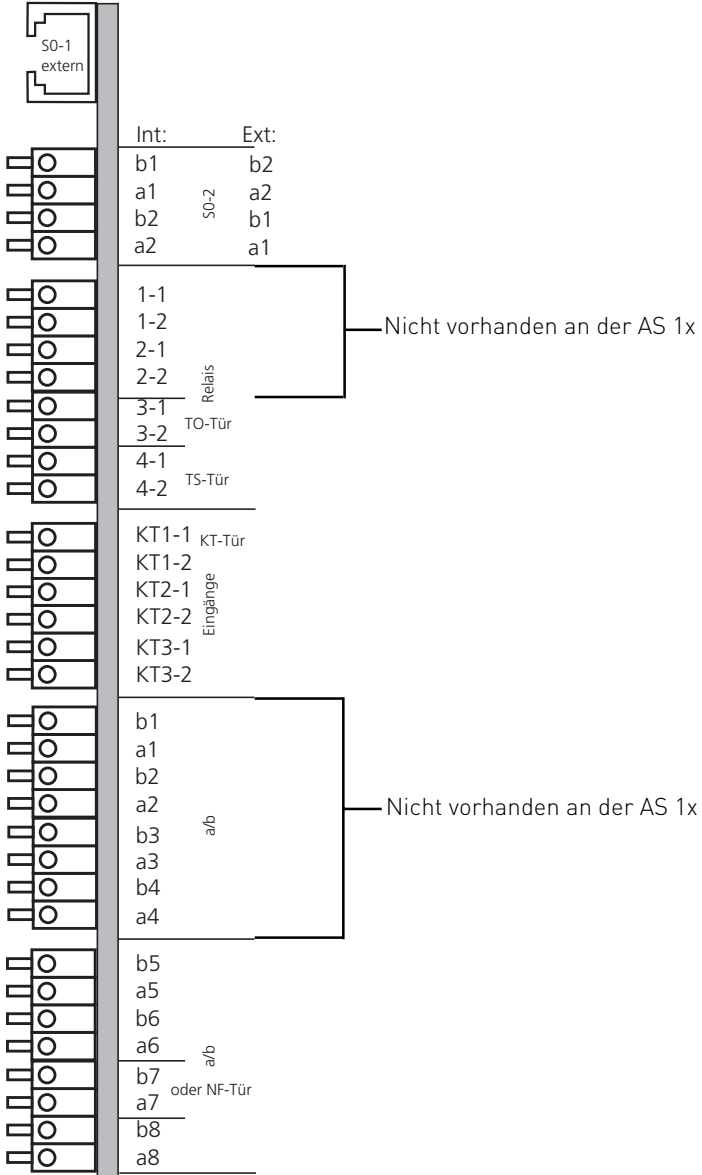 S0-1
extern
Int: Ext:
b1 b2
a1 a2
S0-2
b2 b1
a2 a1
1-1
1-2
Nicht vorhanden an der AS 1x
2-1
2-2
Relais
3-1
TO-Tür
3-2
4-1
TS-Tür
4-2
KT1-1 KT-Tür
KT1-2
KT2-1
Eingänge
KT2-2
KT3-1
KT3-2
b1
a1
b2
a2
Nicht vorhanden an der AS 1x
a/b
b3
a3
b4
a4
b5
a5
b6
a6
a/b
b7
oder NF-Tür
a7
b8
a8